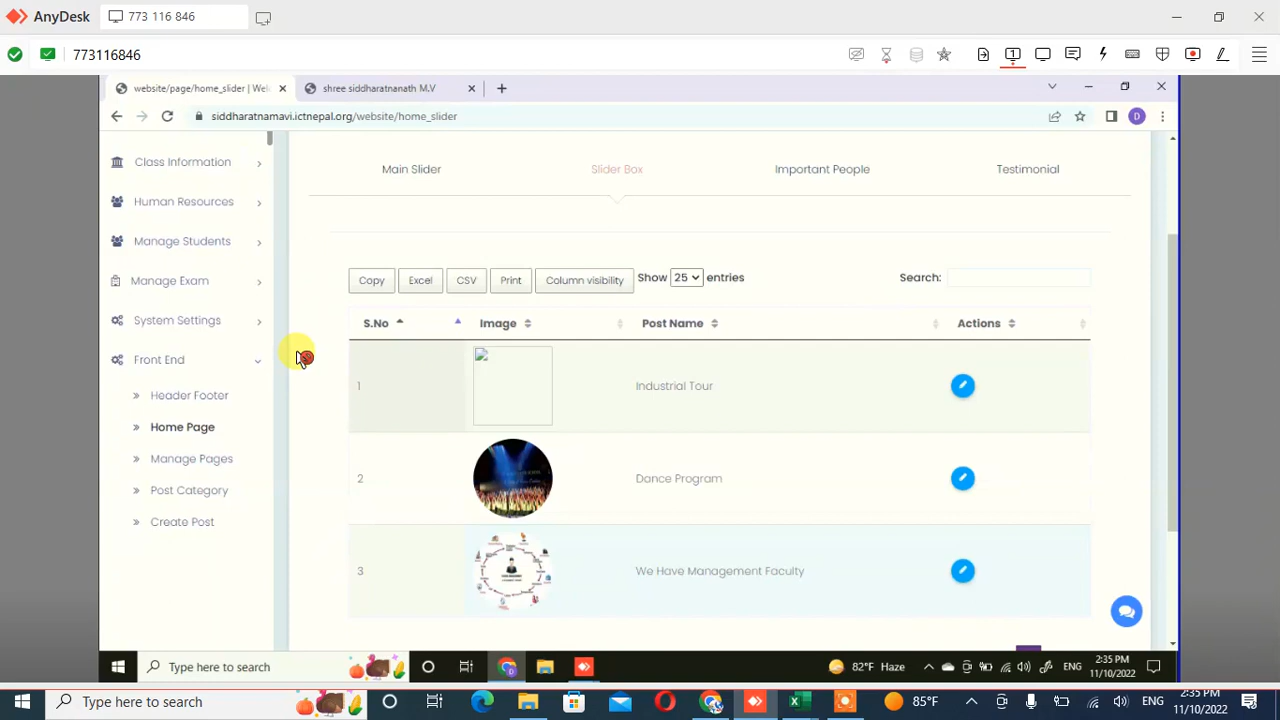 AnyDesk
773 116 846
773116846
website/page/home_slider | Wel
shree siddharatnanath M.V
siddharatnamavi.ictnepal.org/website/home_slider
Class Information
Human Resources
Manage Students
Manage Exam
System Settings
Front End
Header Footer
Home Page
Manage Pages
Post Category
Create Post
Main Slider Slider Box Important People Testimonial
Copy Excel CSV Print Column visibility Show 25 entries Search:
S.No Image Post Name Actions
1 Industrial Tour
2 Dance Program
3 We Have Management Faculty
Type here to search
82°F Haze
ENG
2:35 PM
11/10/2022
Type here to search
85°F
ENG
2:35 PM
11/10/2022